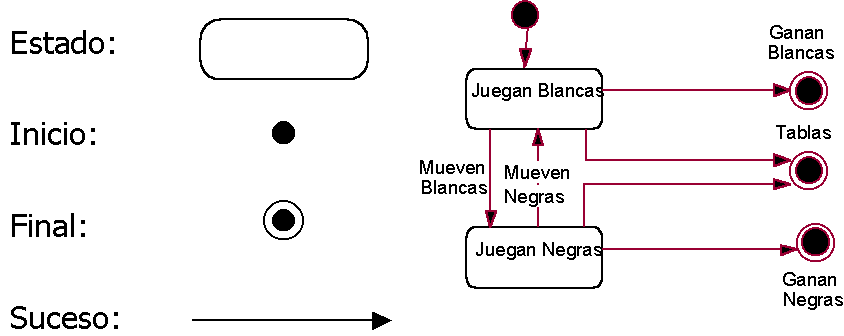 Estado:
Inicio:
Final:
Suceso:
Ganan
Blancas
Juegan Blancas
Tablas
Mueven
Blancas
Mueven
Negras
Juegan Negras
Ganan
Negras